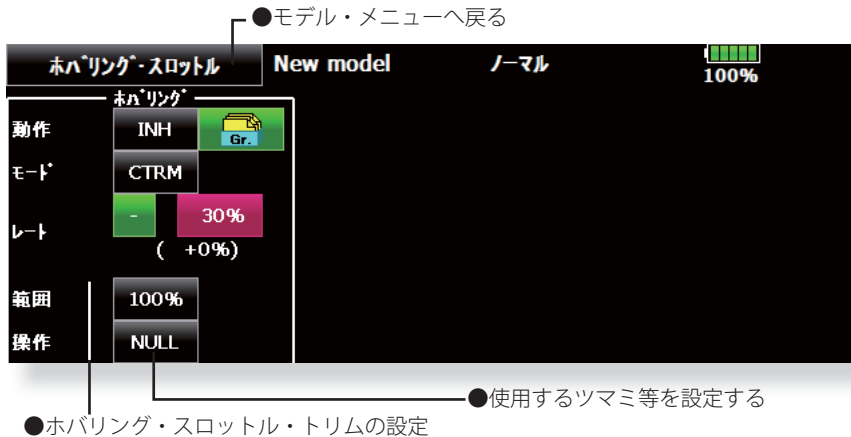 ●モデル・メニューへ戻る
ホバリング・スロットル New model ノーマル 100%
ホバリング
動作 INH Gr.
モード CTRM
レート - 30%
( +0%)
範囲 100%
操作 NULL
●使用するツマミ等を設定する
●ホバリング・スロットル・トリムの設定